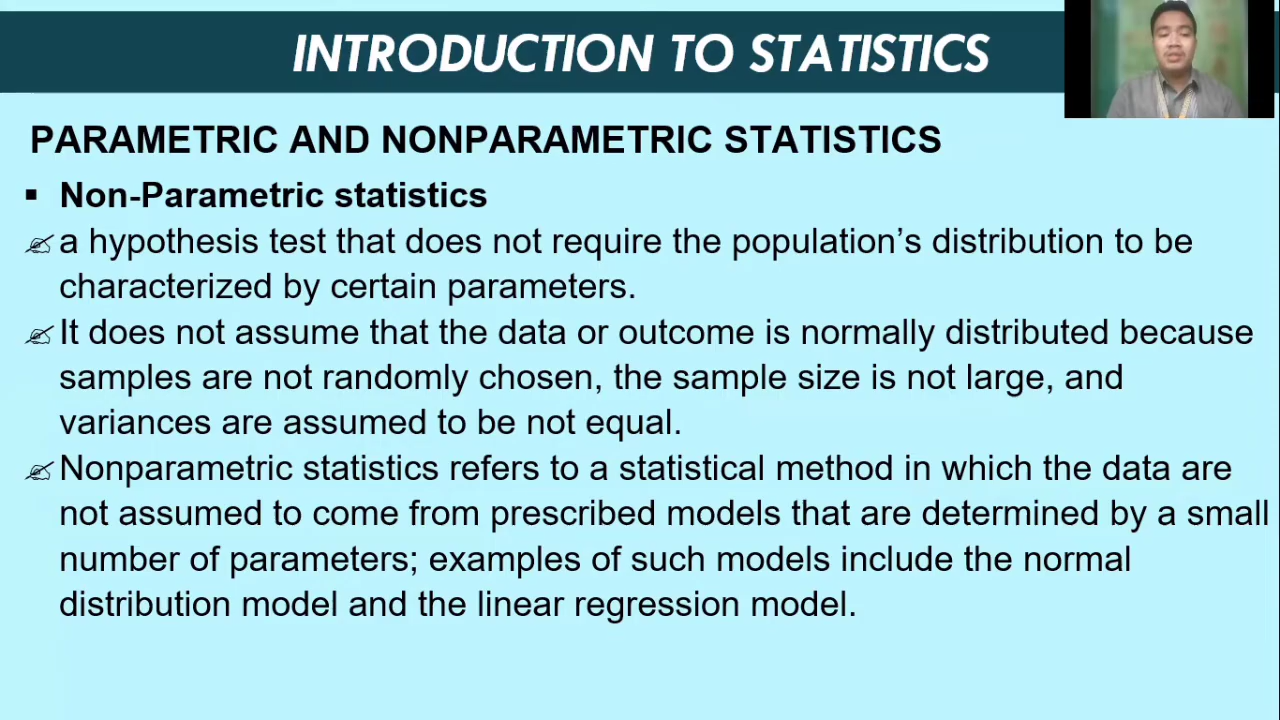 INTRODUCTION TO STATISTICS
PARAMETRIC AND NONPARAMETRIC STATISTICS
▪ Non-Parametric statistics
a hypothesis test that does not require the population’s distribution to be
characterized by certain parameters.
It does not assume that the data or outcome is normally distributed because
samples are not randomly chosen, the sample size is not large, and
variances are assumed to be not equal.
Nonparametric statistics refers to a statistical method in which the data are
not assumed to come from prescribed models that are determined by a small
number of parameters; examples of such models include the normal
distribution model and the linear regression model.